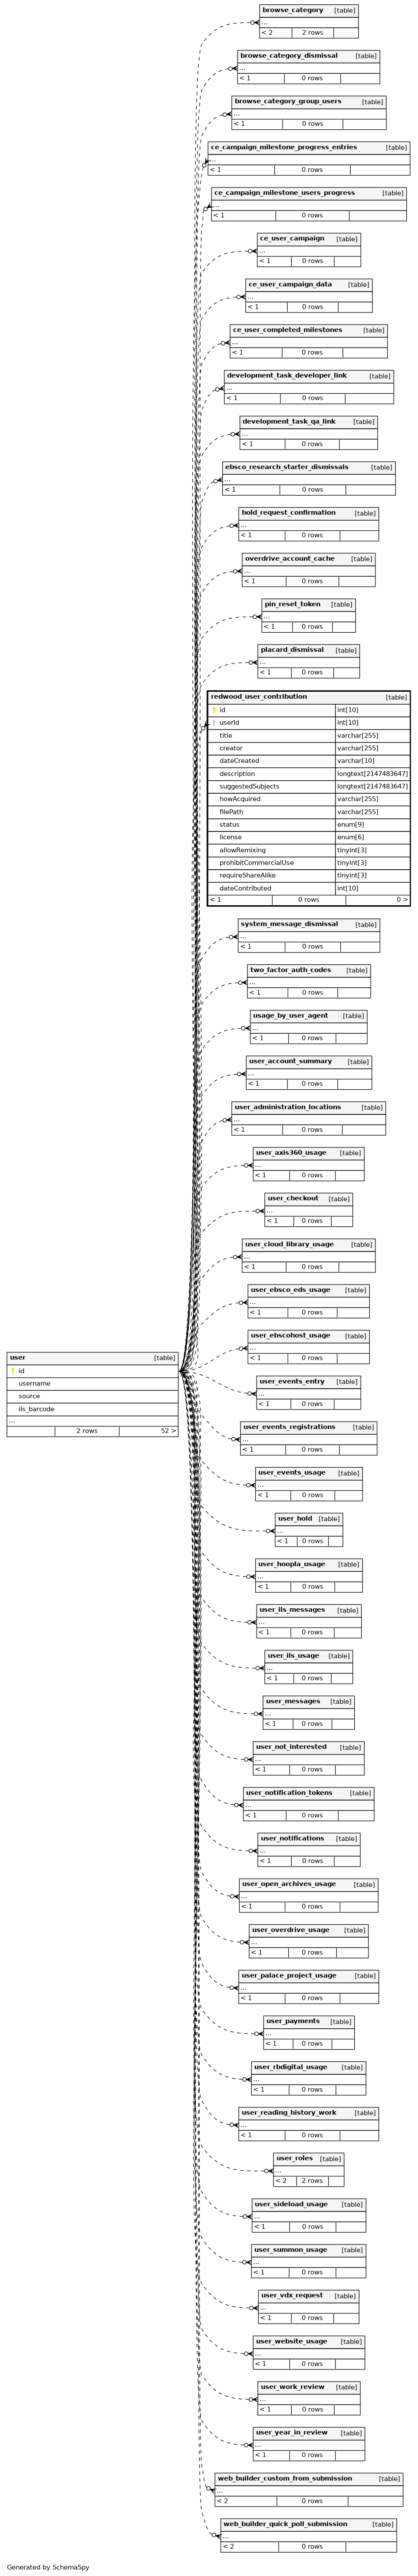 browse_category [table]
...
< 2 2 rows
browse_category_dismissal [table]
...
< 1 0 rows
browse_category_group_users [table]
...
< 1 0 rows
ce_campaign_milestone_progress_entries [table]
...
< 1 0 rows
ce_campaign_milestone_users_progress [table]
...
< 1 0 rows
ce_user_campaign [table]
...
< 1 0 rows
ce_user_campaign_data [table]
...
< 1 0 rows
ce_user_completed_milestones [table]
...
< 1 0 rows
development_task_developer_link [table]
...
< 1 0 rows
development_task_qa_link [table]
...
< 1 0 rows
ebsco_research_starter_dismissals [table]
...
< 1 0 rows
hold_request_confirmation [table]
...
< 1 0 rows
overdrive_account_cache [table]
...
< 1 0 rows
pin_reset_token [table]
...
< 1 0 rows
placard_dismissal [table]
...
< 1 0 rows
redwood_user_contribution [table]
id int[10]
userId int[10]
title varchar[255]
creator varchar[255]
dateCreated varchar[10]
description longtext[2147483647]
suggestedSubjects longtext[2147483647]
howAcquired varchar[255]
filePath varchar[255]
status enum[9]
license enum[6]
allowRemixing tinyint[3]
prohibitCommercialUse tinyint[3]
requireShareAlike tinyint[3]
dateContributed int[10]
< 1 0 rows 0 >
system_message_dismissal [table]
...
< 1 0 rows
two_factor_auth_codes [table]
...
< 1 0 rows
usage_by_user_agent [table]
...
< 1 0 rows
user_account_summary [table]
...
< 1 0 rows
user_administration_locations [table]
...
< 1 0 rows
user_axis360_usage [table]
...
< 1 0 rows
user_checkout [table]
...
< 1 0 rows
user_cloud_library_usage [table]
...
< 1 0 rows
user_ebsco_eds_usage [table]
...
< 1 0 rows
user_ebscohost_usage [table]
...
< 1 0 rows
user [table]
id
username
source
ils_barcode
...
2 rows 52 >
user_events_entry [table]
...
< 1 0 rows
user_events_registrations [table]
...
< 1 0 rows
user_events_usage [table]
...
< 1 0 rows
user_hold [table]
...
< 1 0 rows
user_hoopla_usage [table]
...
< 1 0 rows
user_ils_messages [table]
...
< 1 0 rows
user_ils_usage [table]
...
< 1 0 rows
user_messages [table]
...
< 1 0 rows
user_not_interested [table]
...
< 1 0 rows
user_notification_tokens [table]
...
< 1 0 rows
user_notifications [table]
...
< 1 0 rows
user_open_archives_usage [table]
...
< 1 0 rows
user_overdrive_usage [table]
...
< 1 0 rows
user_palace_project_usage [table]
...
< 1 0 rows
user_payments [table]
...
< 1 0 rows
user_rbdigital_usage [table]
...
< 1 0 rows
user_reading_history_work [table]
...
< 1 0 rows
user_roles [table]
...
< 2 2 rows
user_sideload_usage [table]
...
< 1 0 rows
user_summon_usage [table]
...
< 1 0 rows
user_vdx_request [table]
...
< 1 0 rows
user_website_usage [table]
...
< 1 0 rows
user_work_review [table]
...
< 1 0 rows
user_year_in_review [table]
...
< 1 0 rows
web_builder_custom_from_submission [table]
...
< 2 0 rows
web_builder_quick_poll_submission [table]
...
< 2 0 rows
Generated by SchemaSpy